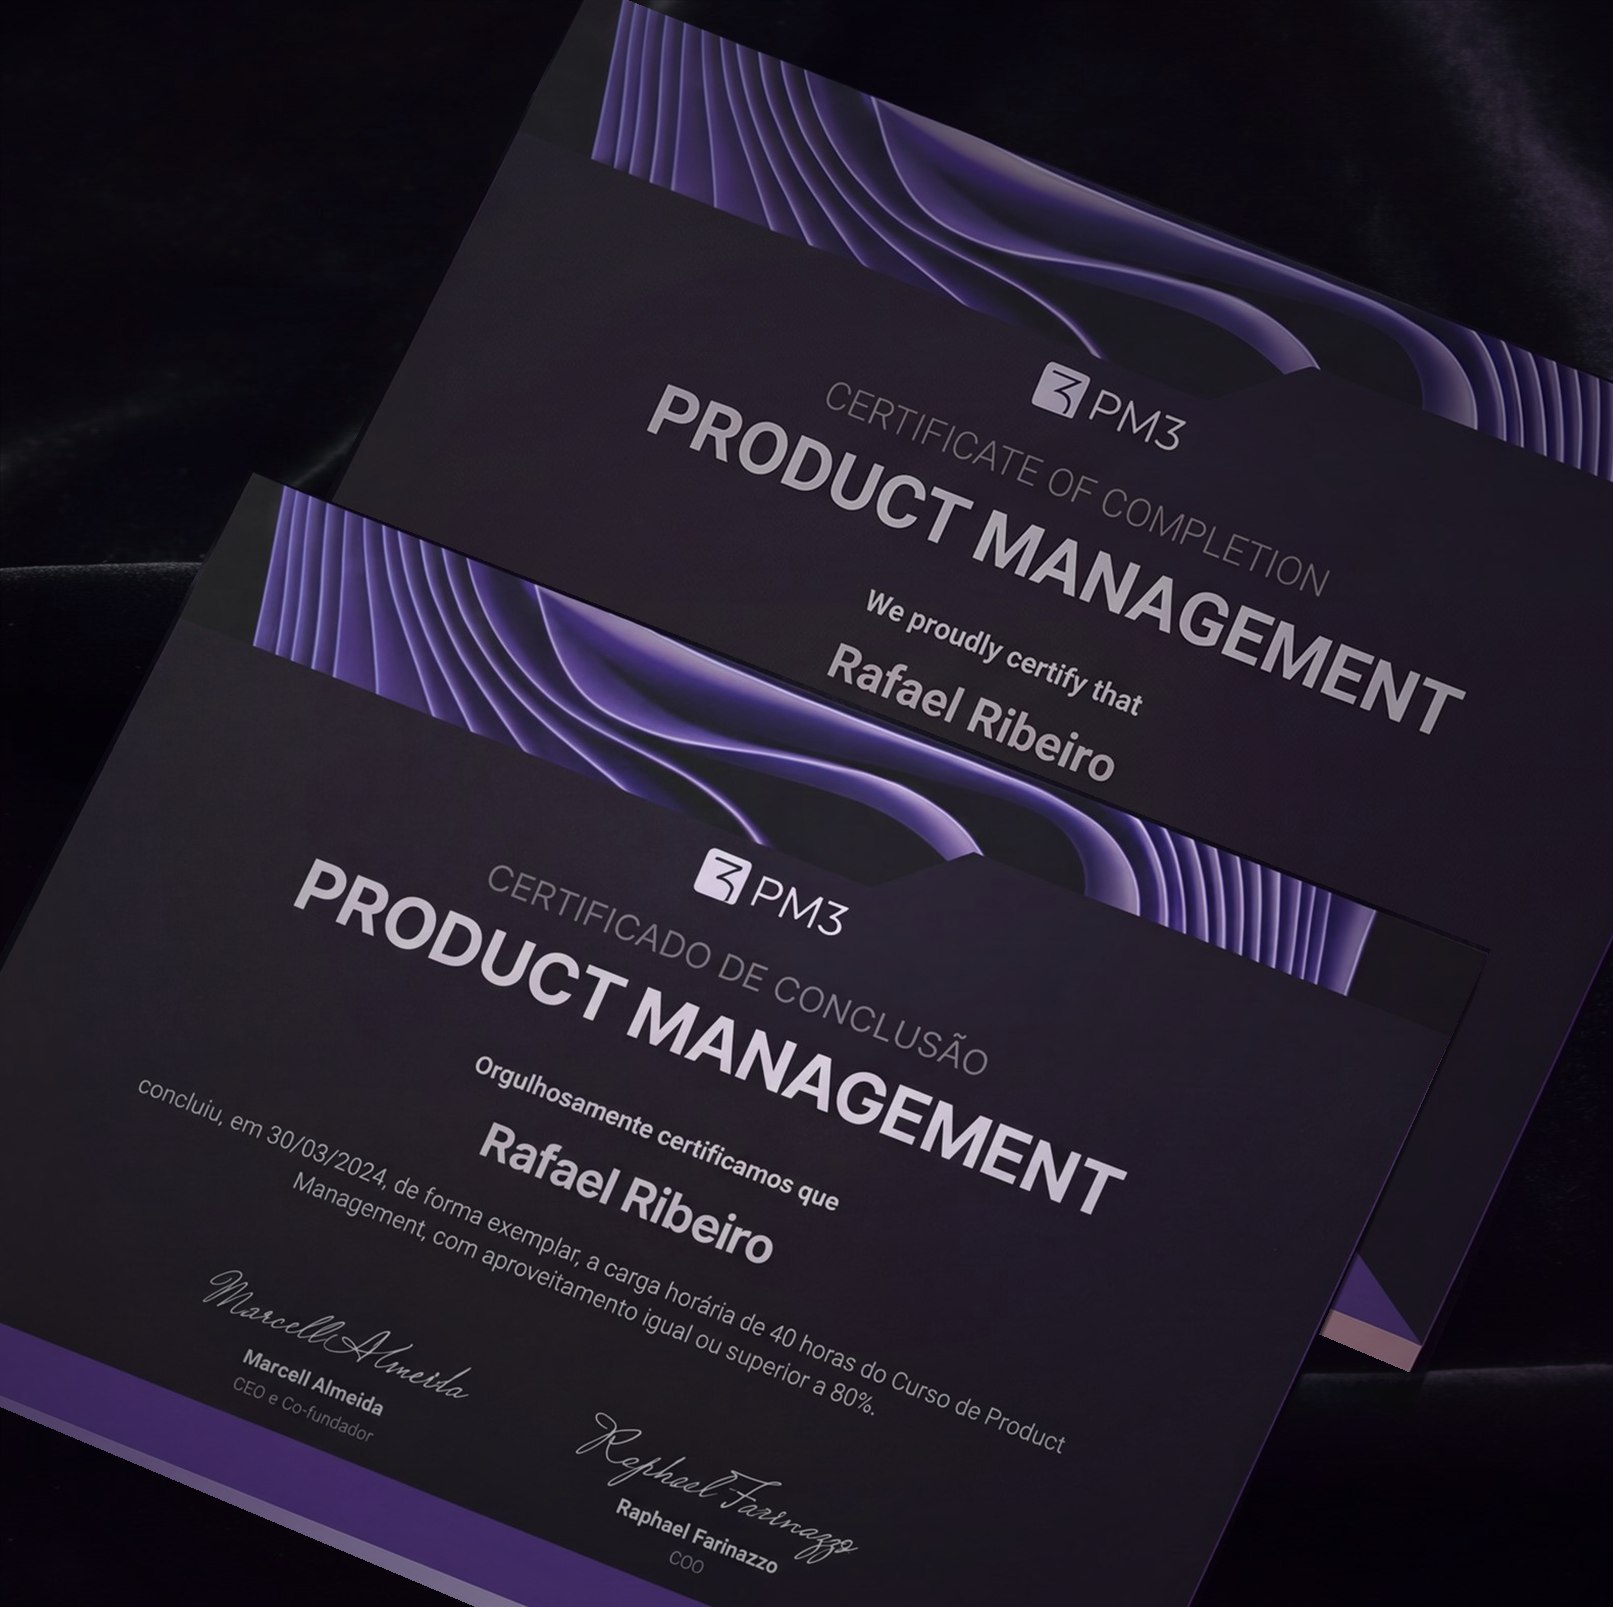 PM3
CERTIFICATE OF COMPLETION
PRODUCT MANAGEMENT
We proudly certify that
Rafael Ribeiro
PM3
CERTIFICADO DE CONCLUSÃO
PRODUCT MANAGEMENT
Orgulhosamente certificamos que
Rafael Ribeiro
concluiu, em 30/03/2024, de forma exemplar, a carga horária de 40 horas do Curso de Product
Management, com aproveitamento igual ou superior a 80%.
Marcell Almeida
Marcell Almeida
CEO e Co-fundador
Raphael Farinazzo
Raphael Farinazzo
COO